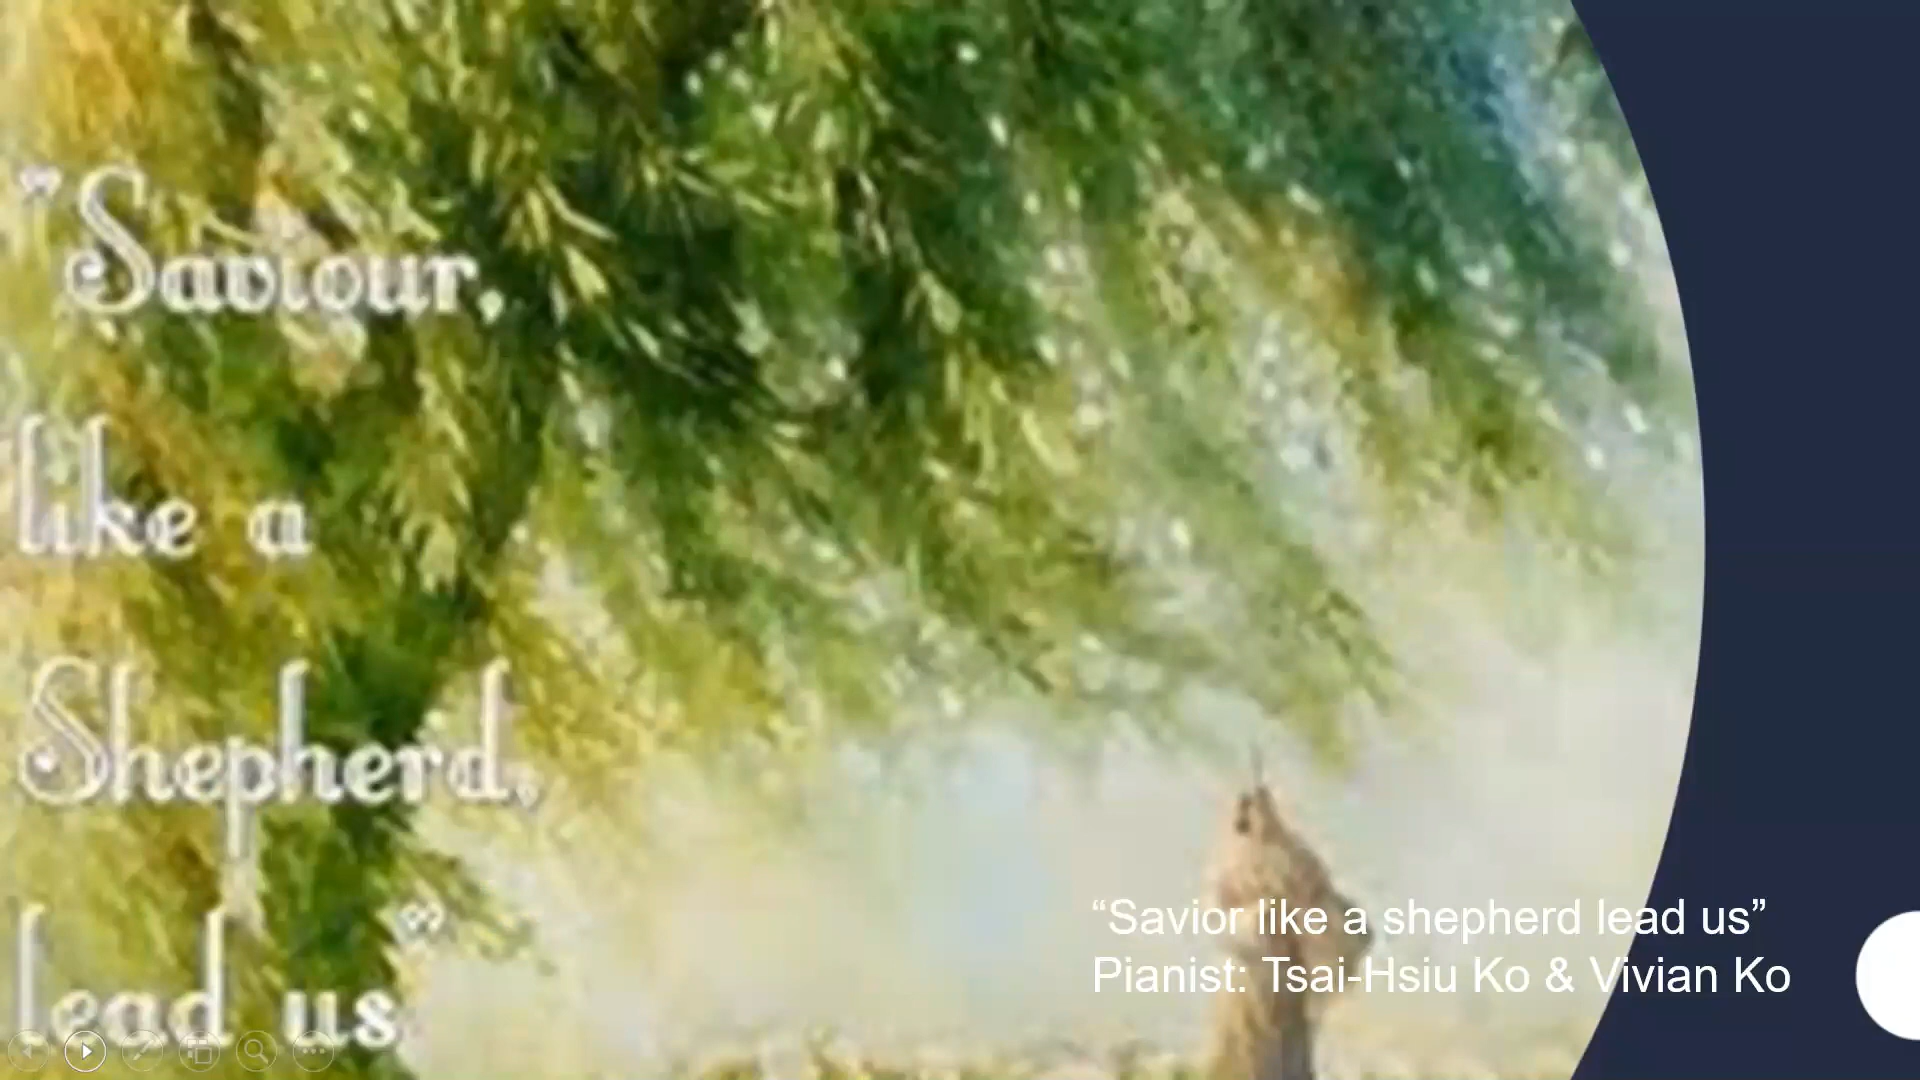 "Saviour,
like a
Shepherd,
lead us"
“Savior like a shepherd lead us”
Pianist: Tsai-Hsiu Ko & Vivian Ko